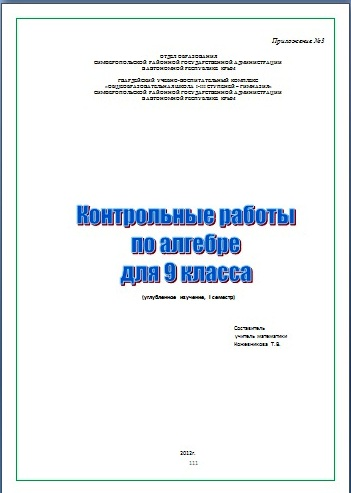 Приложение №3
ОТДЕЛ ОБРАЗОВАНИЯ
СИМФЕРОПОЛЬСКОЙ РАЙОННОЙ ГОСУДАРСТВЕННОЙ АДМИНИСТРАЦИИ
В АВТОНОМНОЙ РЕСПУБЛИКЕ КРЫМ
ГВАРДЕЙСКИЙ УЧЕБНО-ВОСПИТАТЕЛЬНЫЙ КОМПЛЕКС
«ОБЩЕОБРАЗОВАТЕЛЬНАЯ ШКОЛА I-III СТУПЕНЕЙ – ГИМНАЗИЯ»
СИМФЕРОПОЛЬСКОЙ РАЙОННОЙ ГОСУДАРСТВЕННОЙ АДМИНИСТРАЦИИ
В АВТОНОМНОЙ РЕСПУБЛИКЕ КРЫМ
Контрольные работы
по алгебре
для 9 класса
(углубленное изучение, I семестр)
Составитель
учитель математики
Кожевникова Т.В.
2012г.
111